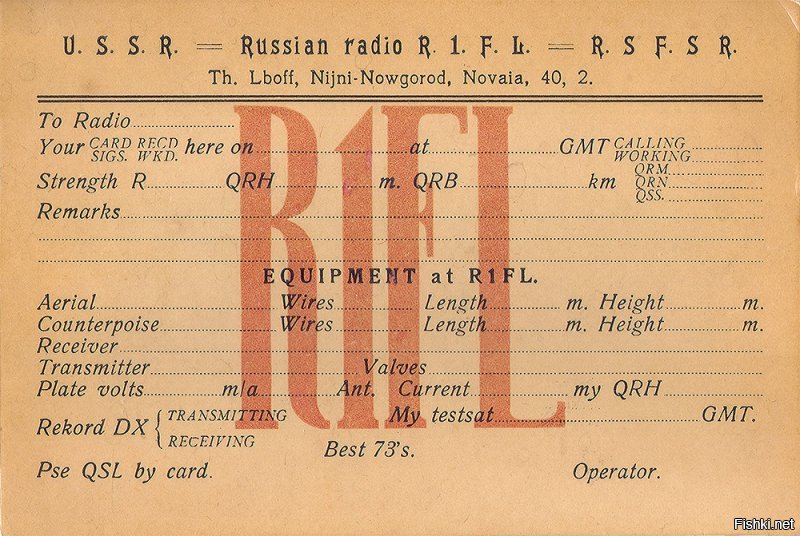 U. S. S. R. = Russian radio R. 1. F. L. = R. S F. S R.
Th. Lboff, Nijni-Nowgorod, Novaia, 40, 2.
R1FL
To Radio
Your CARD RECD SIGS. WKD. here on at GMT CALLING WORKING
Strength R QRH m. QRB km QRM. QRN. QSS.
Remarks
EQUIPMENT at R1FL.
Aerial Wires Length m. Height m.
Counterpoise Wires Length m. Height m.
Receiver
Transmitter Valves
Plate volts m/a Ant. Current my QRH
Rekord DX { TRANSMITTING RECEIVING My testsat GMT.
Best 73's.
Pse QSL by card. Operator.
Fishki.net